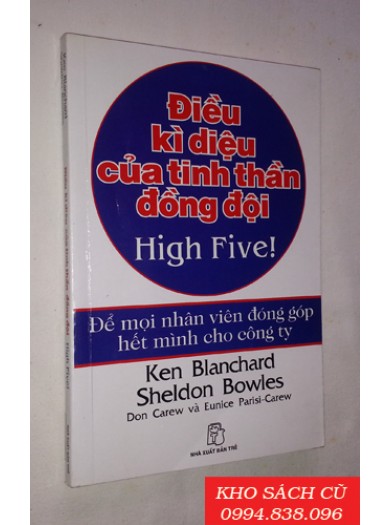 Điều
kì diệu
của tinh thần
đồng đội
High Five!
Để mọi nhân viên đóng góp
hết mình cho công ty
Ken Blanchard
Sheldon Bowles
Don Carew và Eunice Parisi-Carew
NHÀ XUẤT BẢN TRẺ
KHO SÁCH CŨ
0994.838.096